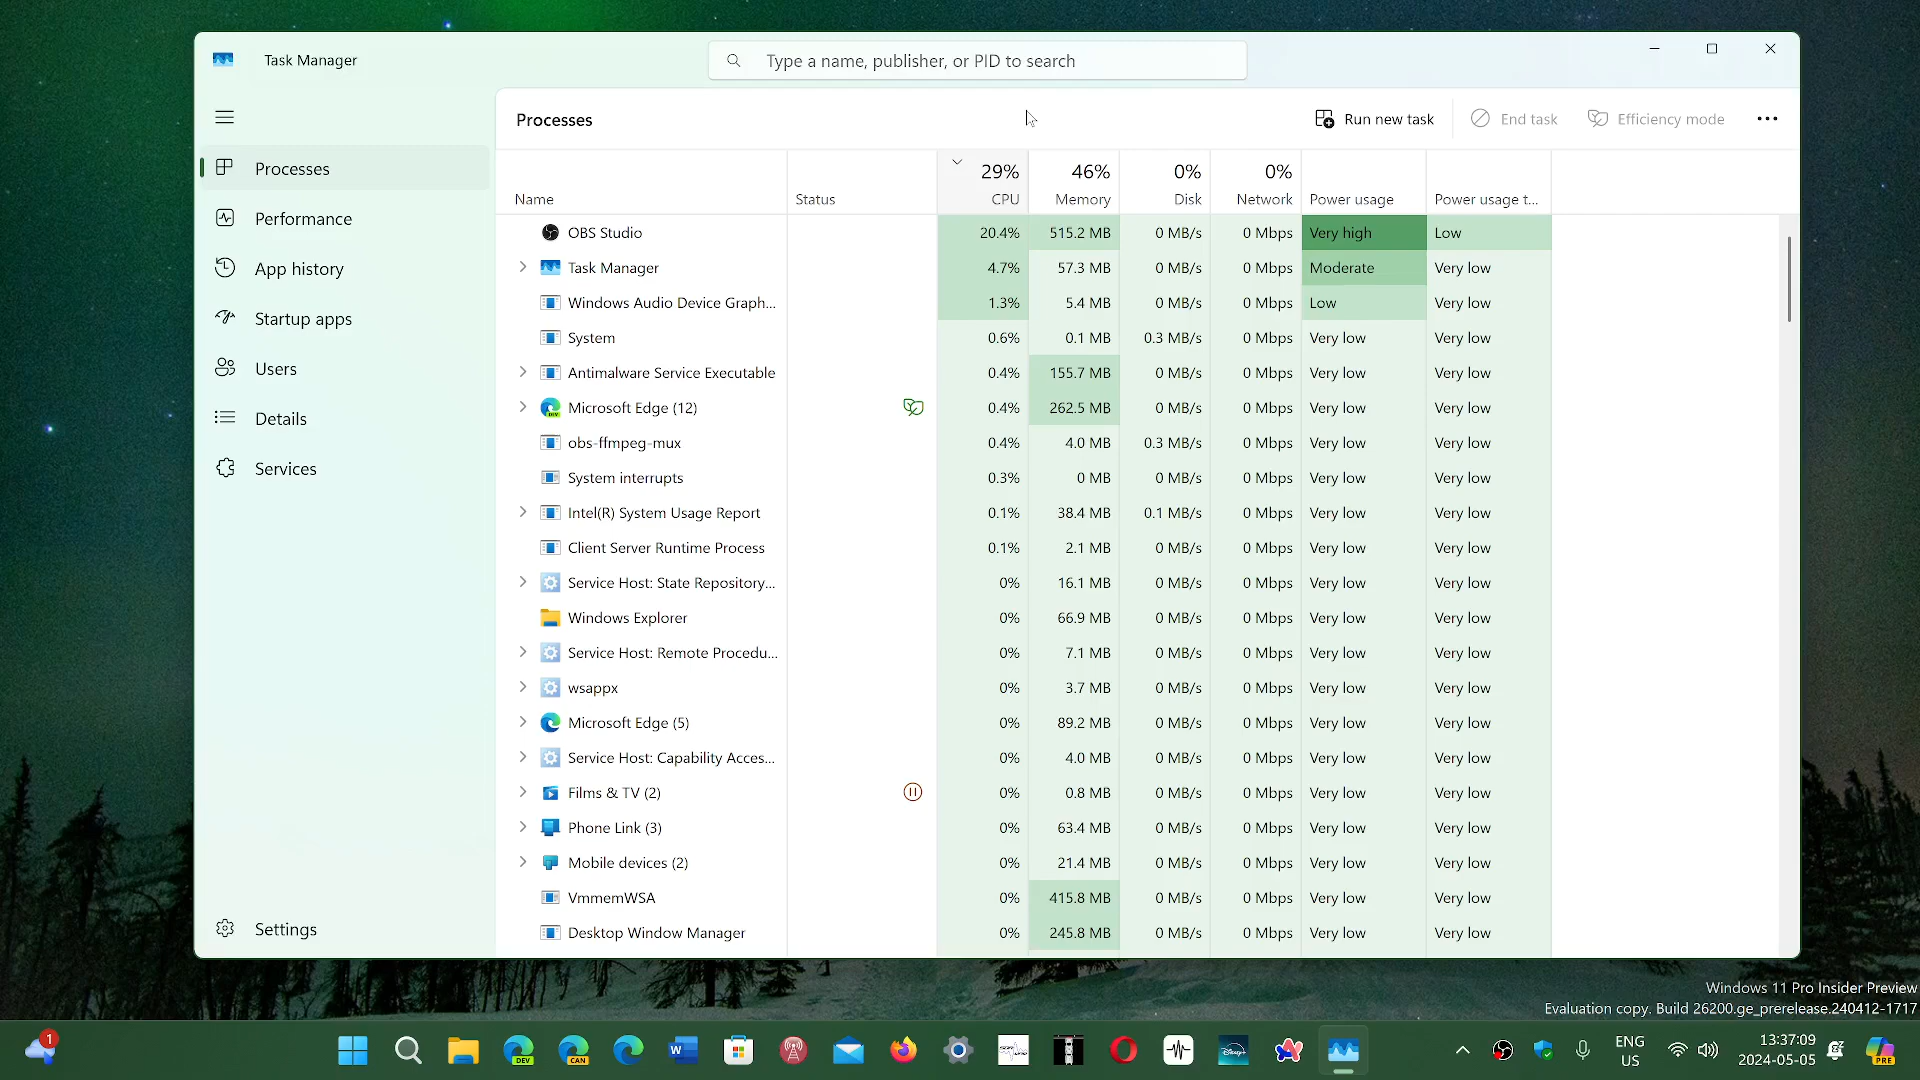 Task Manager
Type a name, publisher, or PID to search
Processes
Run new task
End task
Efficiency mode
Processes
Performance
App history
Startup apps
Users
Details
Services
Settings
29% 46% 0% 0%
Name Status CPU Memory Disk Network Power usage Power usage t...
OBS Studio 20.4% 515.2 MB 0 MB/s 0 Mbps Very high Low
Task Manager 4.7% 57.3 MB 0 MB/s 0 Mbps Moderate Very low
Windows Audio Device Graph... 1.3% 5.4 MB 0 MB/s 0 Mbps Low Very low
System 0.6% 0.1 MB 0.3 MB/s 0 Mbps Very low Very low
Antimalware Service Executable 0.4% 155.7 MB 0 MB/s 0 Mbps Very low Very low
Microsoft Edge (12) 0.4% 262.5 MB 0 MB/s 0 Mbps Very low Very low
obs-ffmpeg-mux 0.4% 4.0 MB 0.3 MB/s 0 Mbps Very low Very low
System interrupts 0.3% 0 MB 0 MB/s 0 Mbps Very low Very low
Intel(R) System Usage Report 0.1% 38.4 MB 0.1 MB/s 0 Mbps Very low Very low
Client Server Runtime Process 0.1% 2.1 MB 0 MB/s 0 Mbps Very low Very low
Service Host: State Repository... 0% 16.1 MB 0 MB/s 0 Mbps Very low Very low
Windows Explorer 0% 66.9 MB 0 MB/s 0 Mbps Very low Very low
Service Host: Remote Procedu... 0% 7.1 MB 0 MB/s 0 Mbps Very low Very low
wsappx 0% 3.7 MB 0 MB/s 0 Mbps Very low Very low
Microsoft Edge (5) 0% 89.2 MB 0 MB/s 0 Mbps Very low Very low
Service Host: Capability Acces... 0% 4.0 MB 0 MB/s 0 Mbps Very low Very low
Films & TV (2) 0% 0.8 MB 0 MB/s 0 Mbps Very low Very low
Phone Link (3) 0% 63.4 MB 0 MB/s 0 Mbps Very low Very low
Mobile devices (2) 0% 21.4 MB 0 MB/s 0 Mbps Very low Very low
VmmemWSA 0% 415.8 MB 0 MB/s 0 Mbps Very low Very low
Desktop Window Manager 0% 245.8 MB 0 MB/s 0 Mbps Very low Very low
Windows 11 Pro Insider Preview
Evaluation copy. Build 26200.ge_prerelease.240412-1717
1
DEV
CAN
W
Disney+
ENG
US
13:37:09
2024-05-05
PRE